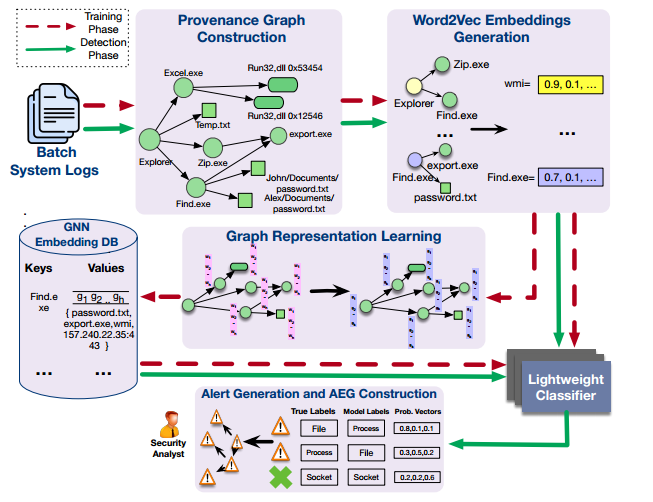 Training
Phase
Detection
Phase
Batch
System Logs
Provenance Graph
Construction
Excel.exe
Run32,dll 0x53454
Run32,dll 0x12546
Temp.txt
export.exe
Explorer
Zip.exe
John/Documents/
password.txt
Find.exe
Alex/Documents/
password.txt
Word2Vec Embeddings
Generation
Zip.exe
Explorer
Find.exe
wmi=
0.9, 0.1, ...
...
...
export.exe
Find.exe
password.txt
Find.exe=
0.7, 0.1, ...
GNN
Embedding DB
Keys
Values
Find.e
xe
g1 g2 .. gh
{ password.txt,
export.exe,wmi,
157.240.22.35:4
43 }
...
...
Graph Representation Learning
Lightweight
Classifier
Alert Generation and AEG Construction
Security
Analyst
True Labels
Model Labels
Prob. Vectors
File
Process
0.8,0.1,0.1
Process
File
0.3,0.5,0.2
Socket
Socket
0.2,0.2,0.6